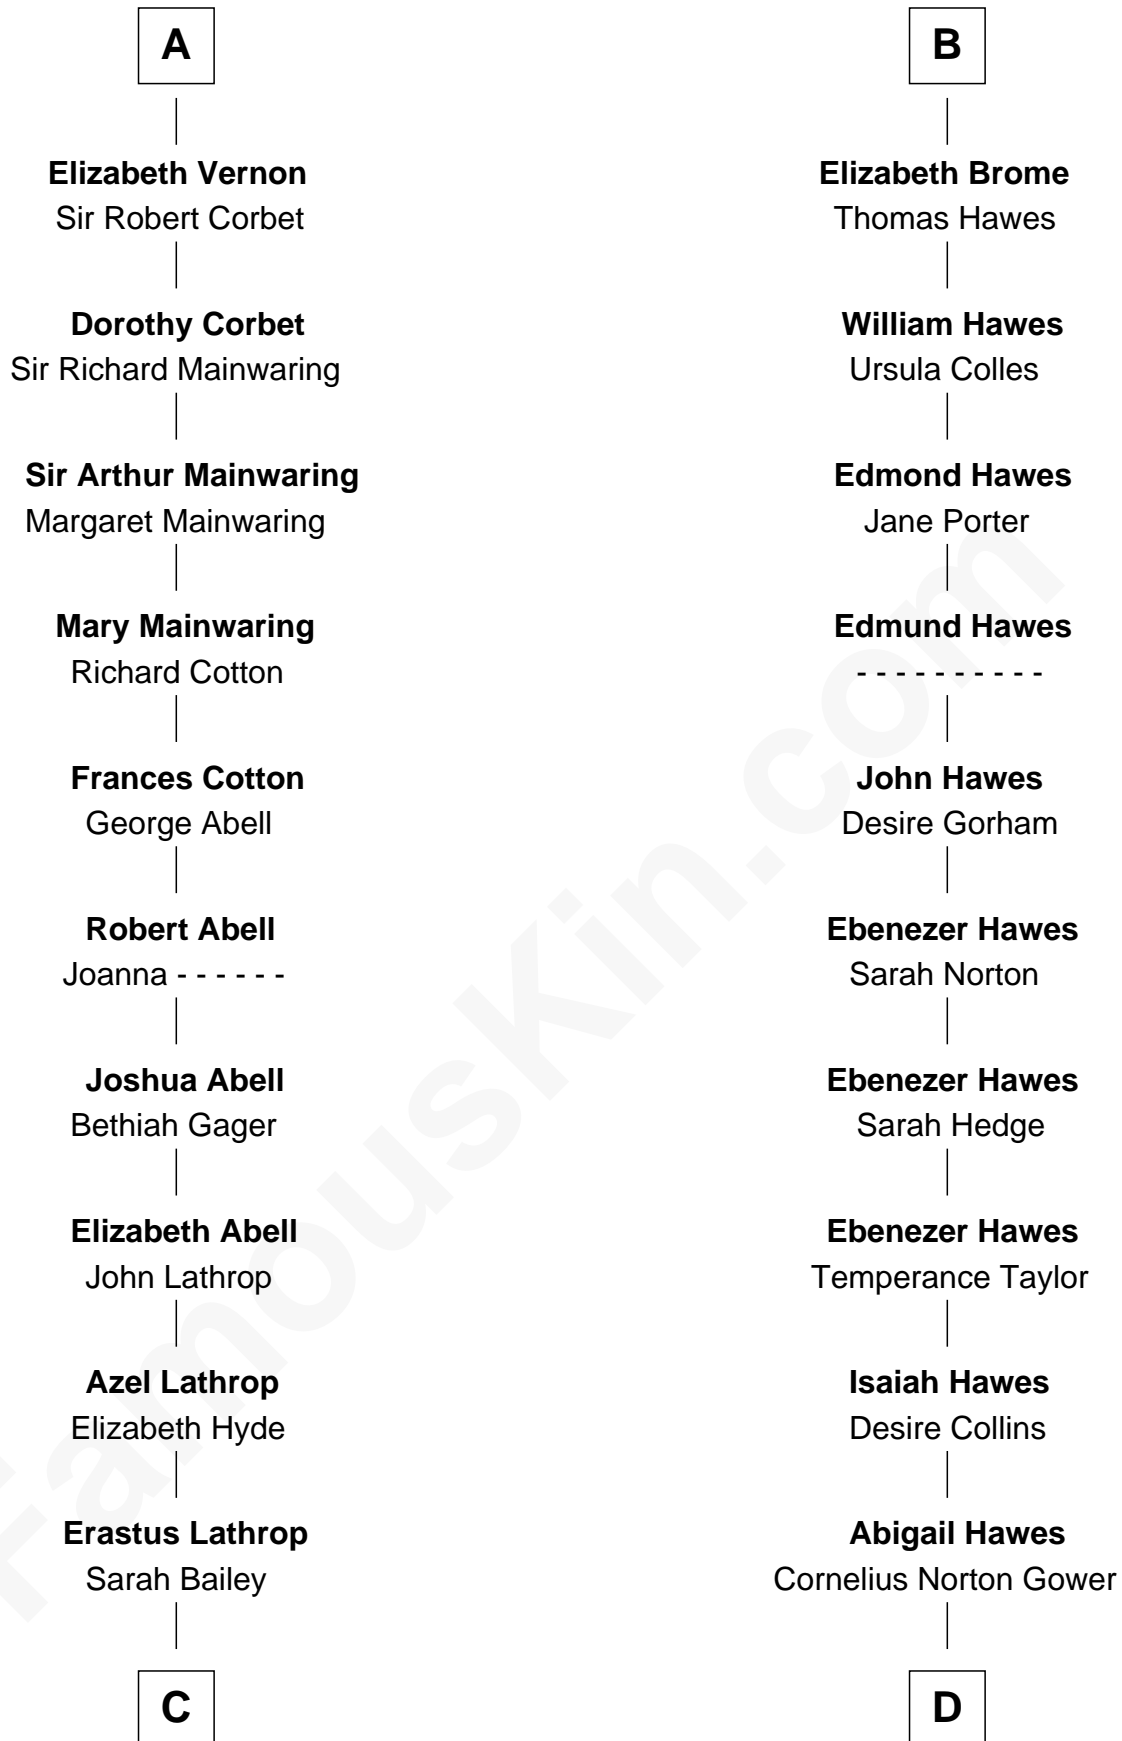 A
Elizabeth Vernon
Sir Robert Corbet
Dorothy Corbet
Sir Richard Mainwaring
Sir Arthur Mainwaring
Margaret Mainwaring
Mary Mainwaring
Richard Cotton
Frances Cotton
George Abell
Robert Abell
Joanna - - - - - -
Joshua Abell
Bethiah Gager
Elizabeth Abell
John Lathrop
Azel Lathrop
Elizabeth Hyde
Erastus Lathrop
Sarah Bailey
C
B
Elizabeth Brome
Thomas Hawes
William Hawes
Ursula Colles
Edmond Hawes
Jane Porter
Edmund Hawes
- - - - - - - - - -
John Hawes
Desire Gorham
Ebenezer Hawes
Sarah Norton
Ebenezer Hawes
Sarah Hedge
Ebenezer Hawes
Temperance Taylor
Isaiah Hawes
Desire Collins
Abigail Hawes
Cornelius Norton Gower
D
FamousKin.com